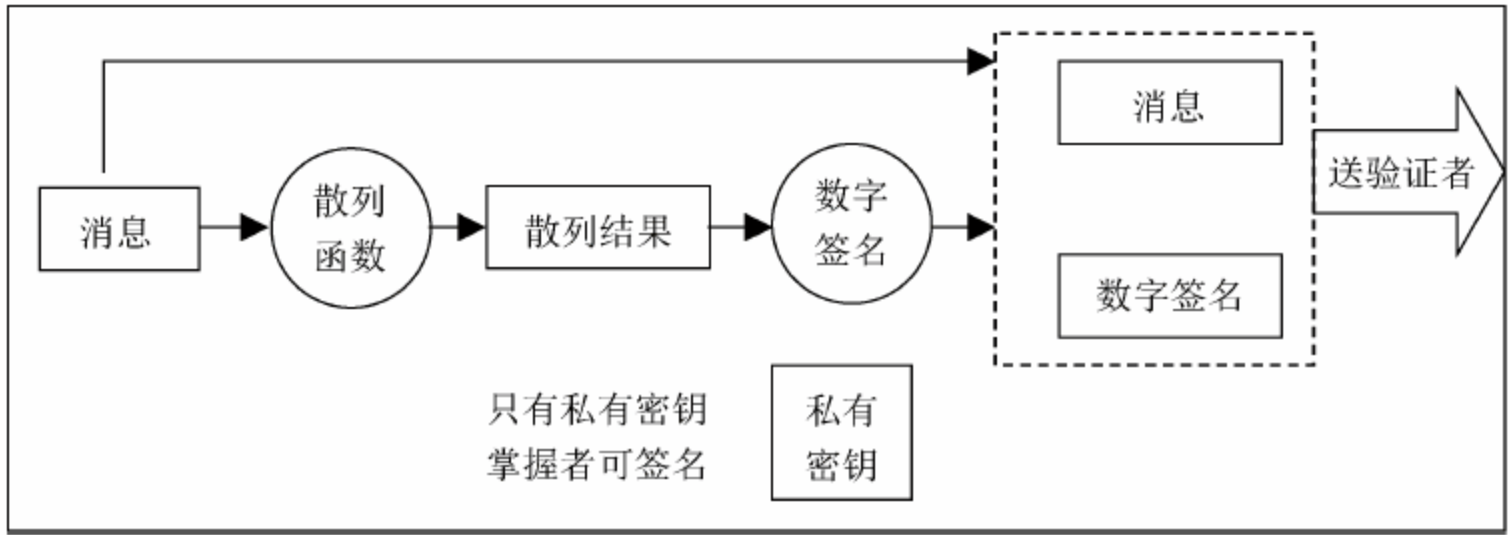 消息
散列
函数
散列结果
数字
签名
消息
数字签名
送验证者
只有私有密钥
掌握者可签名
私有
密钥